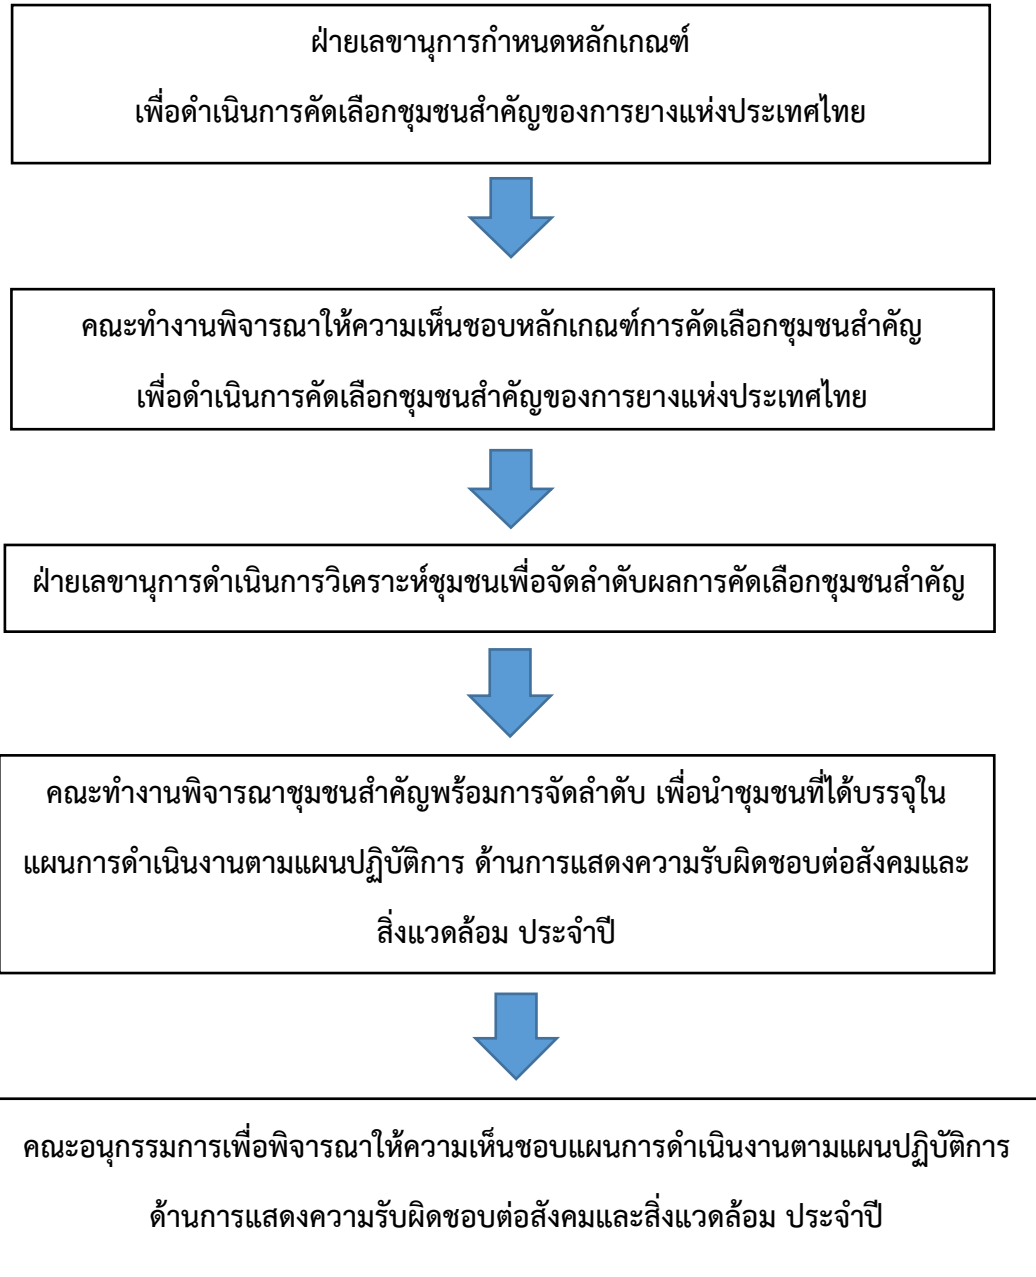 ฝ่ายเลขานุการกำหนดหลักเกณฑ์
เพื่อดำเนินการคัดเลือกชุมชนสำคัญของการยางแห่งประเทศไทย
คณะทำงานพิจารณาให้ความเห็นชอบหลักเกณฑ์การคัดเลือกชุมชนสำคัญ
เพื่อดำเนินการคัดเลือกชุมชนสำคัญของการยางแห่งประเทศไทย
ฝ่ายเลขานุการดำเนินการวิเคราะห์ชุมชนเพื่อจัดลำดับผลการคัดเลือกชุมชนสำคัญ
คณะทำงานพิจารณาชุมชนสำคัญพร้อมการจัดลำดับ เพื่อนำชุมชนที่ได้บรรจุใน
แผนการดำเนินงานตามแผนปฏิบัติการ ด้านการแสดงความรับผิดชอบต่อสังคมและ
สิ่งแวดล้อม ประจำปี
คณะอนุกรรมการเพื่อพิจารณาให้ความเห็นชอบแผนการดำเนินงานตามแผนปฏิบัติการ
ด้านการแสดงความรับผิดชอบต่อสังคมและสิ่งแวดล้อม ประจำปี